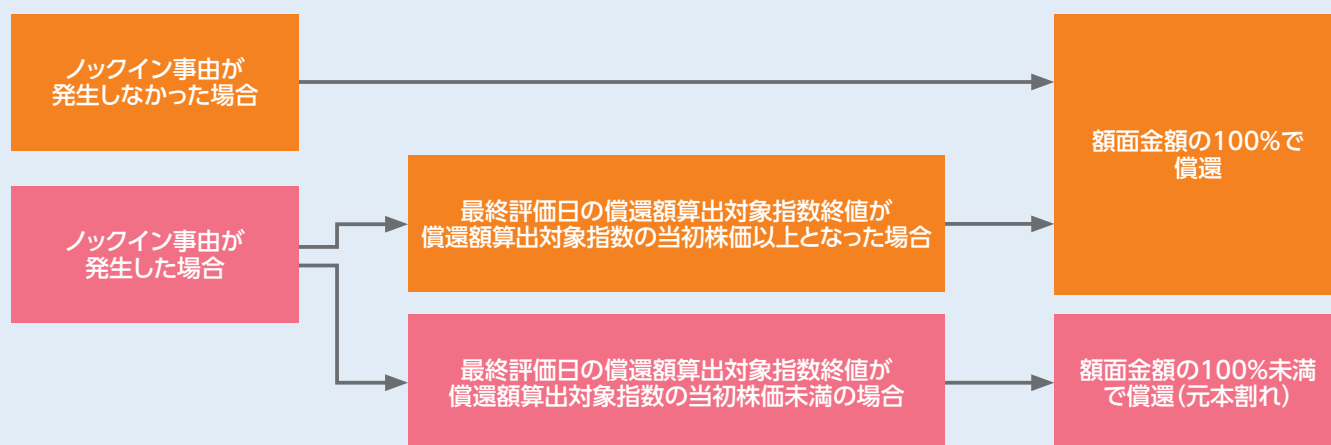 ノックイン事由が
発生しなかった場合
額面金額の100%で
償還
最終評価日の償還額算出対象指数終値が
償還額算出対象指数の当初株価以上となった場合
ノックイン事由が
発生した場合
最終評価日の償還額算出対象指数終値が
償還額算出対象指数の当初株価未満の場合
額面金額の100%未満
で償還(元本割れ)